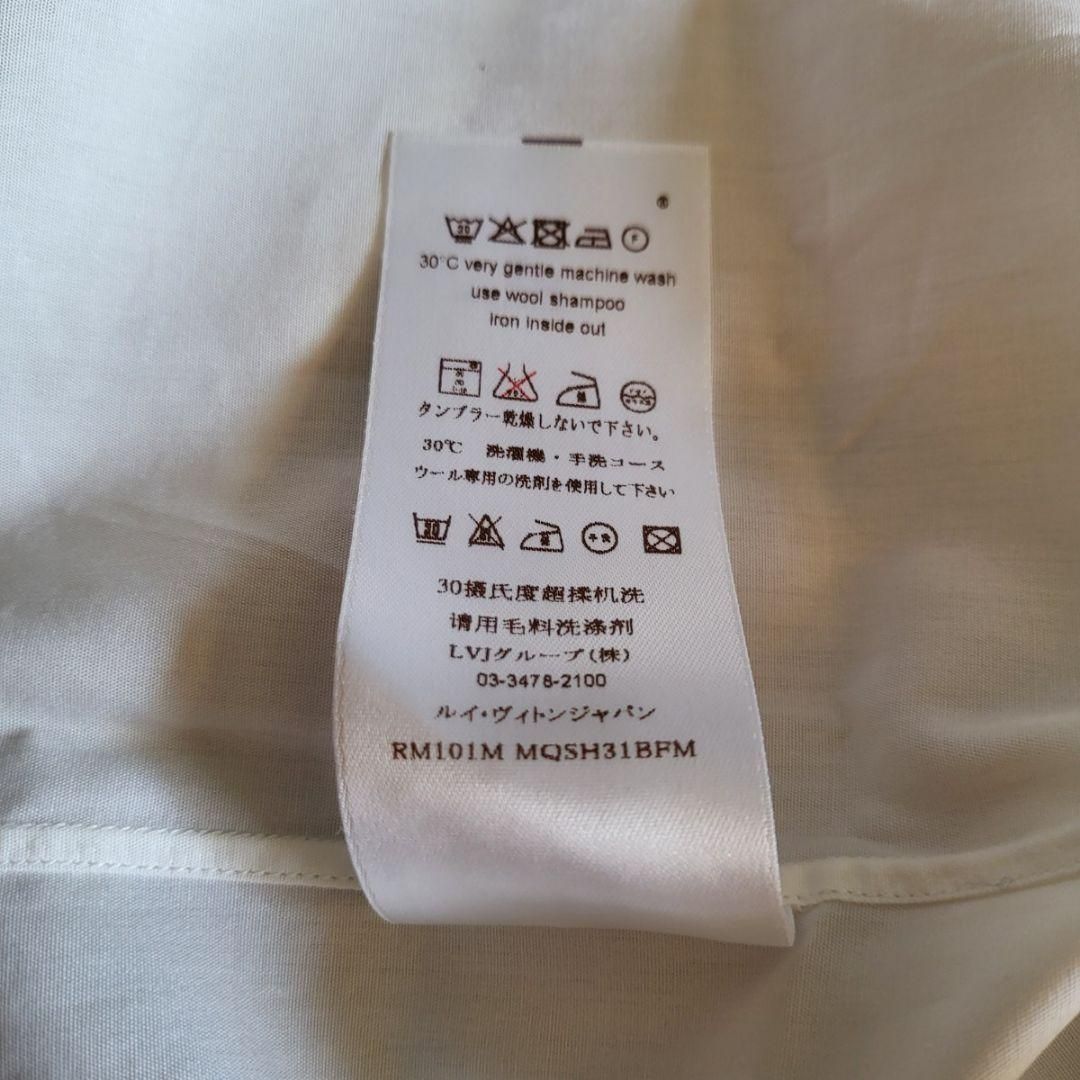 ®
30
F
30°C very gentle machine wash
use wool shampoo
iron inside out
タンブラー乾燥しないで下さい。
30℃ 洗濯機・手洗コース
ウール専用の洗剤を使用して下さい
30
30摄氏度超揉机洗
请用毛料洗涤剂
LVJグループ(株)
03-3478-2100
ルイ・ヴィトンジャパン
RM101M MQSH31BFM